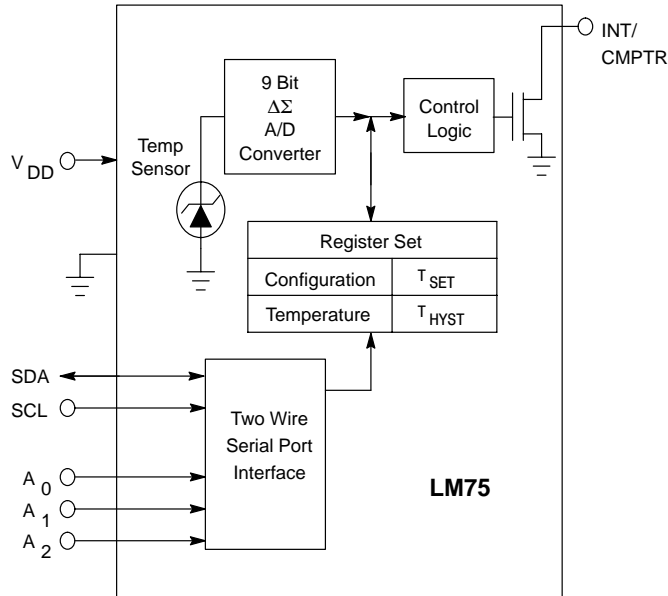 INT/
CMPTR
9 Bit
ΔΣ
A/D
Converter
Control
Logic
Temp
Sensor
V DD
Register Set
Configuration
T SET
Temperature
T HYST
SDA
SCL
Two Wire
Serial Port
Interface
A 0
A 1
A 2
LM75